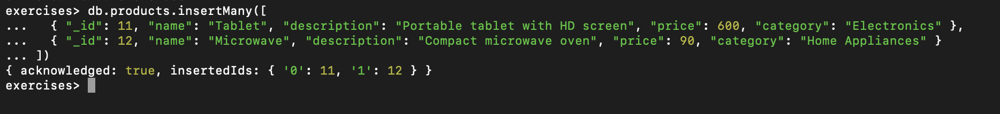 exercises> db.products.insertMany([
...   { "_id": 11, "name": "Tablet", "description": "Portable tablet with HD screen", "price": 600, "category": "Electronics" },
...   { "_id": 12, "name": "Microwave", "description": "Compact microwave oven", "price": 90, "category": "Home Appliances" }
... ])
{ acknowledged: true, insertedIds: { '0': 11, '1': 12 } }
exercises>